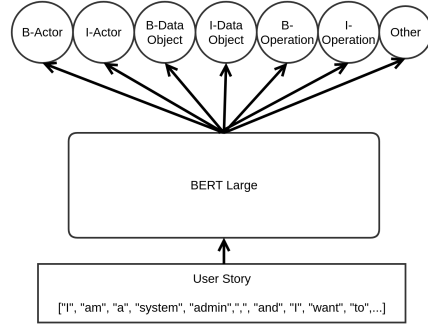 B-Actor
I-Actor
B-Data
Object
I-Data
Object
B-
Operation
I-
Operation
Other
BERT Large
User Story
["I", "am", "a", "system", "admin",",", "and", "I", "want", "to",...]